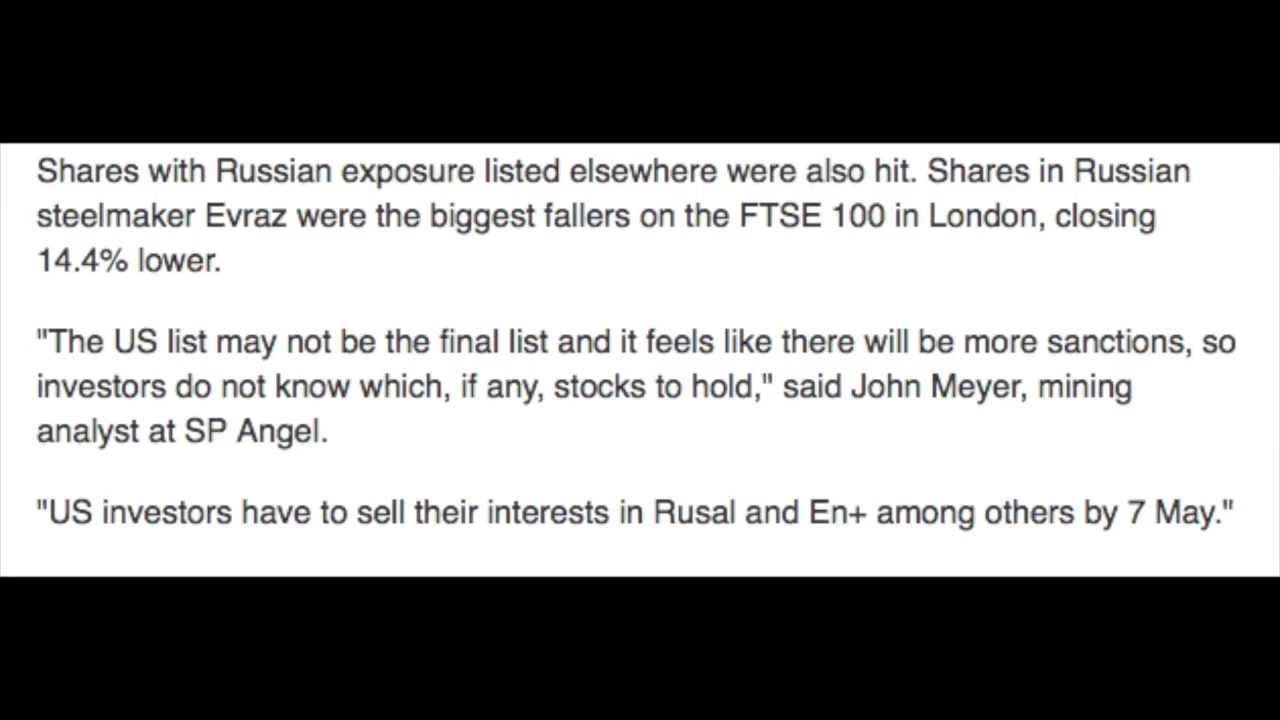 Shares with Russian exposure listed elsewhere were also hit. Shares in Russian
steelmaker Evraz were the biggest fallers on the FTSE 100 in London, closing
14.4% lower.
"The US list may not be the final list and it feels like there will be more sanctions, so
investors do not know which, if any, stocks to hold," said John Meyer, mining
analyst at SP Angel.
"US investors have to sell their interests in Rusal and En+ among others by 7 May."